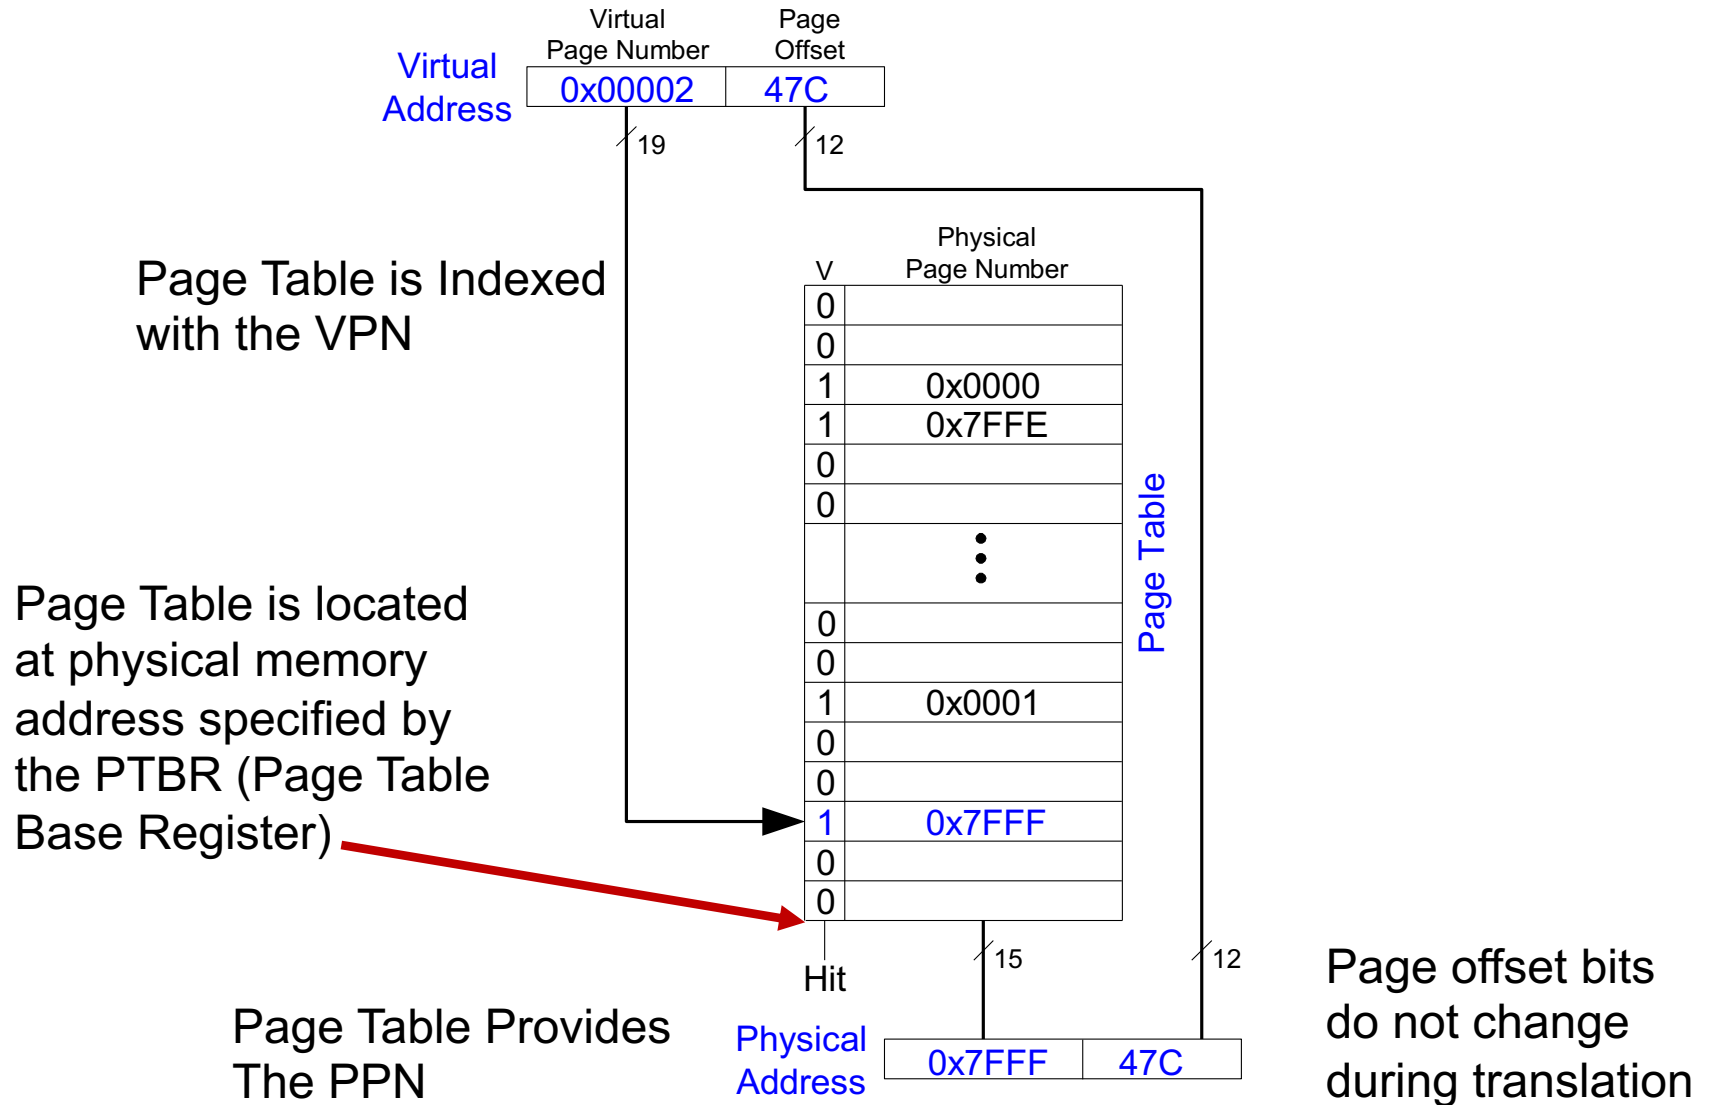 Virtual
Page Number
Page
Offset
Virtual
Address
0x00002
47C
19
12
Page Table is Indexed
with the VPN
Physical
Page Number
V
0
0
1 0x0000
1 0x7FFE
0
0
0
0
1 0x0001
0
0
1 0x7FFF
0
0
Page Table
Page Table is located
at physical memory
address specified by
the PTBR (Page Table
Base Register)
Hit
15
12
Page Table Provides
The PPN
Physical
Address
0x7FFF
47C
Page offset bits
do not change
during translation